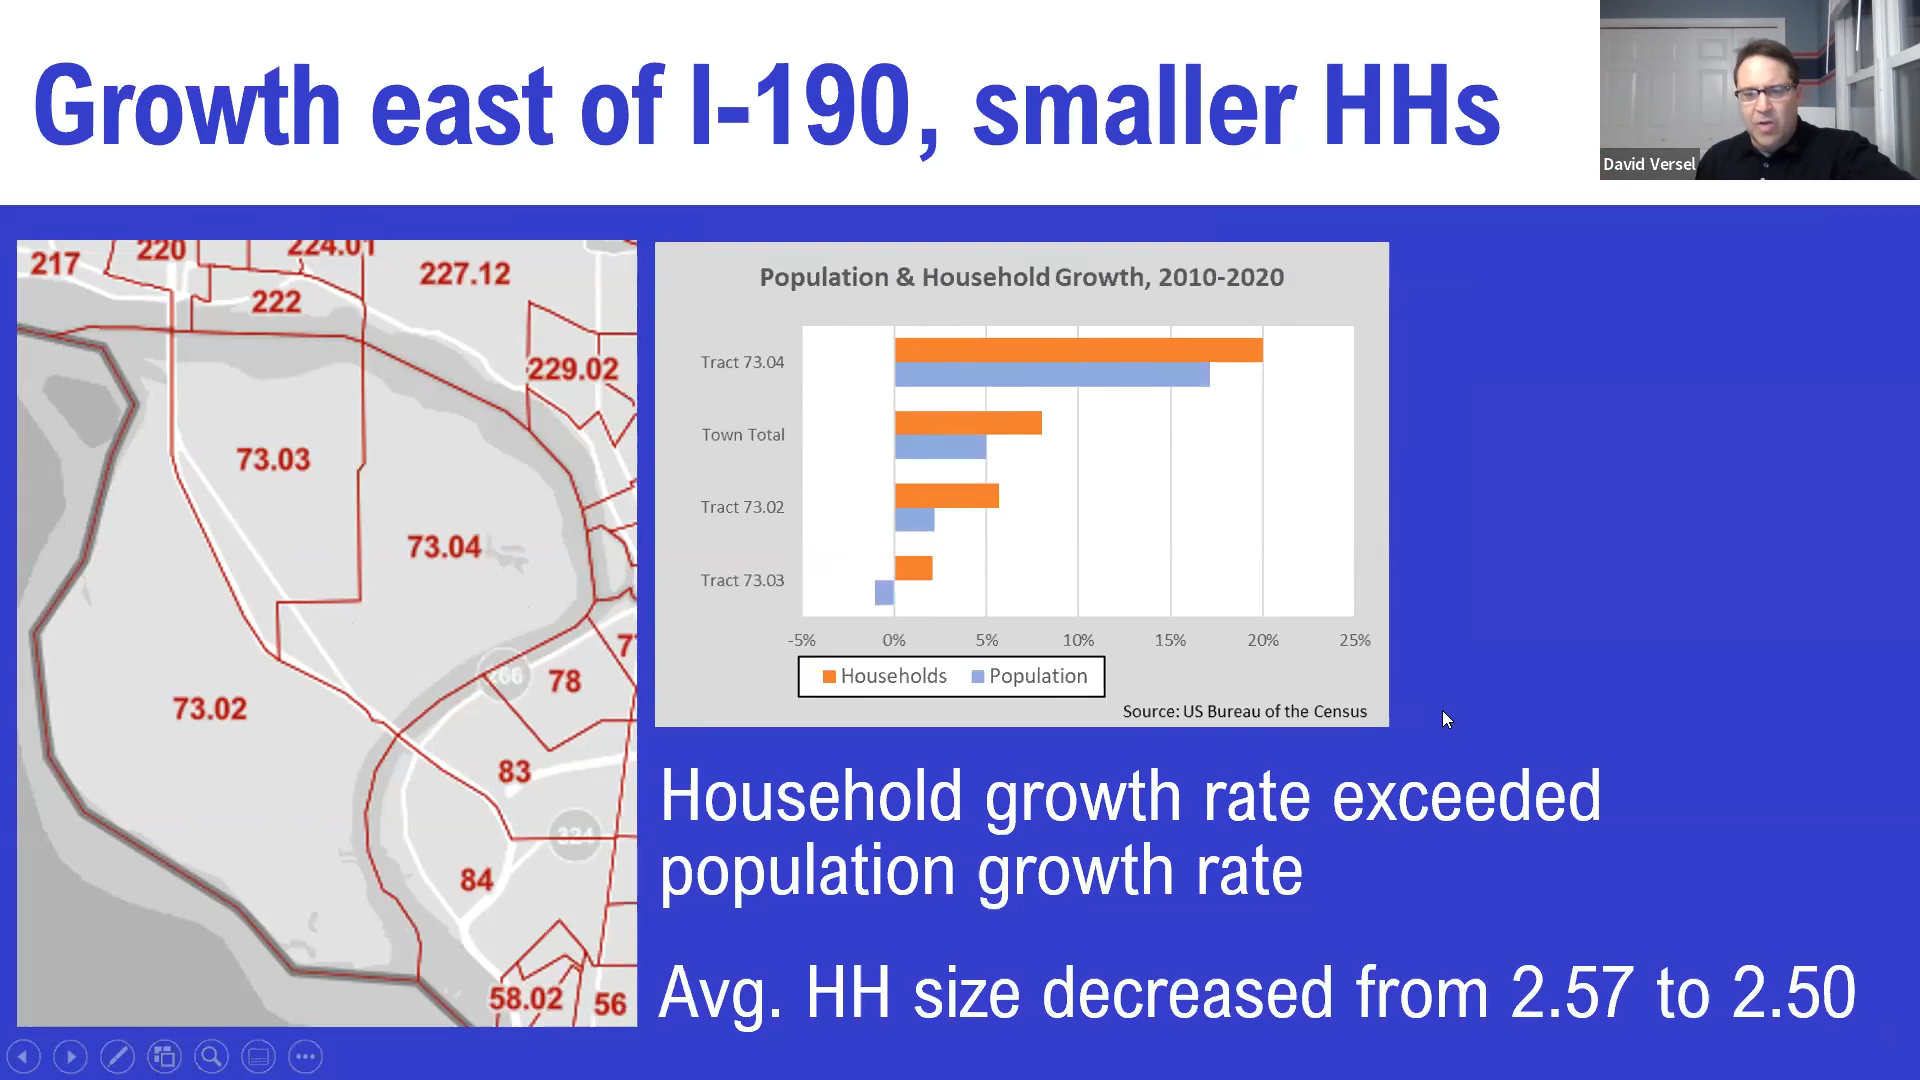 Growth east of I-190, smaller HHs
David Versel
217
220
224.01
227.12
222
229.02
73.03
73.04
266
78
73.02
83
324
84
58.02
56
Population & Household Growth, 2010-2020
Tract 73.04
Town Total
Tract 73.02
Tract 73.03
-5% 0% 5% 10% 15% 20% 25%
Households Population
Source: US Bureau of the Census
Household growth rate exceeded
population growth rate
Avg. HH size decreased from 2.57 to 2.50